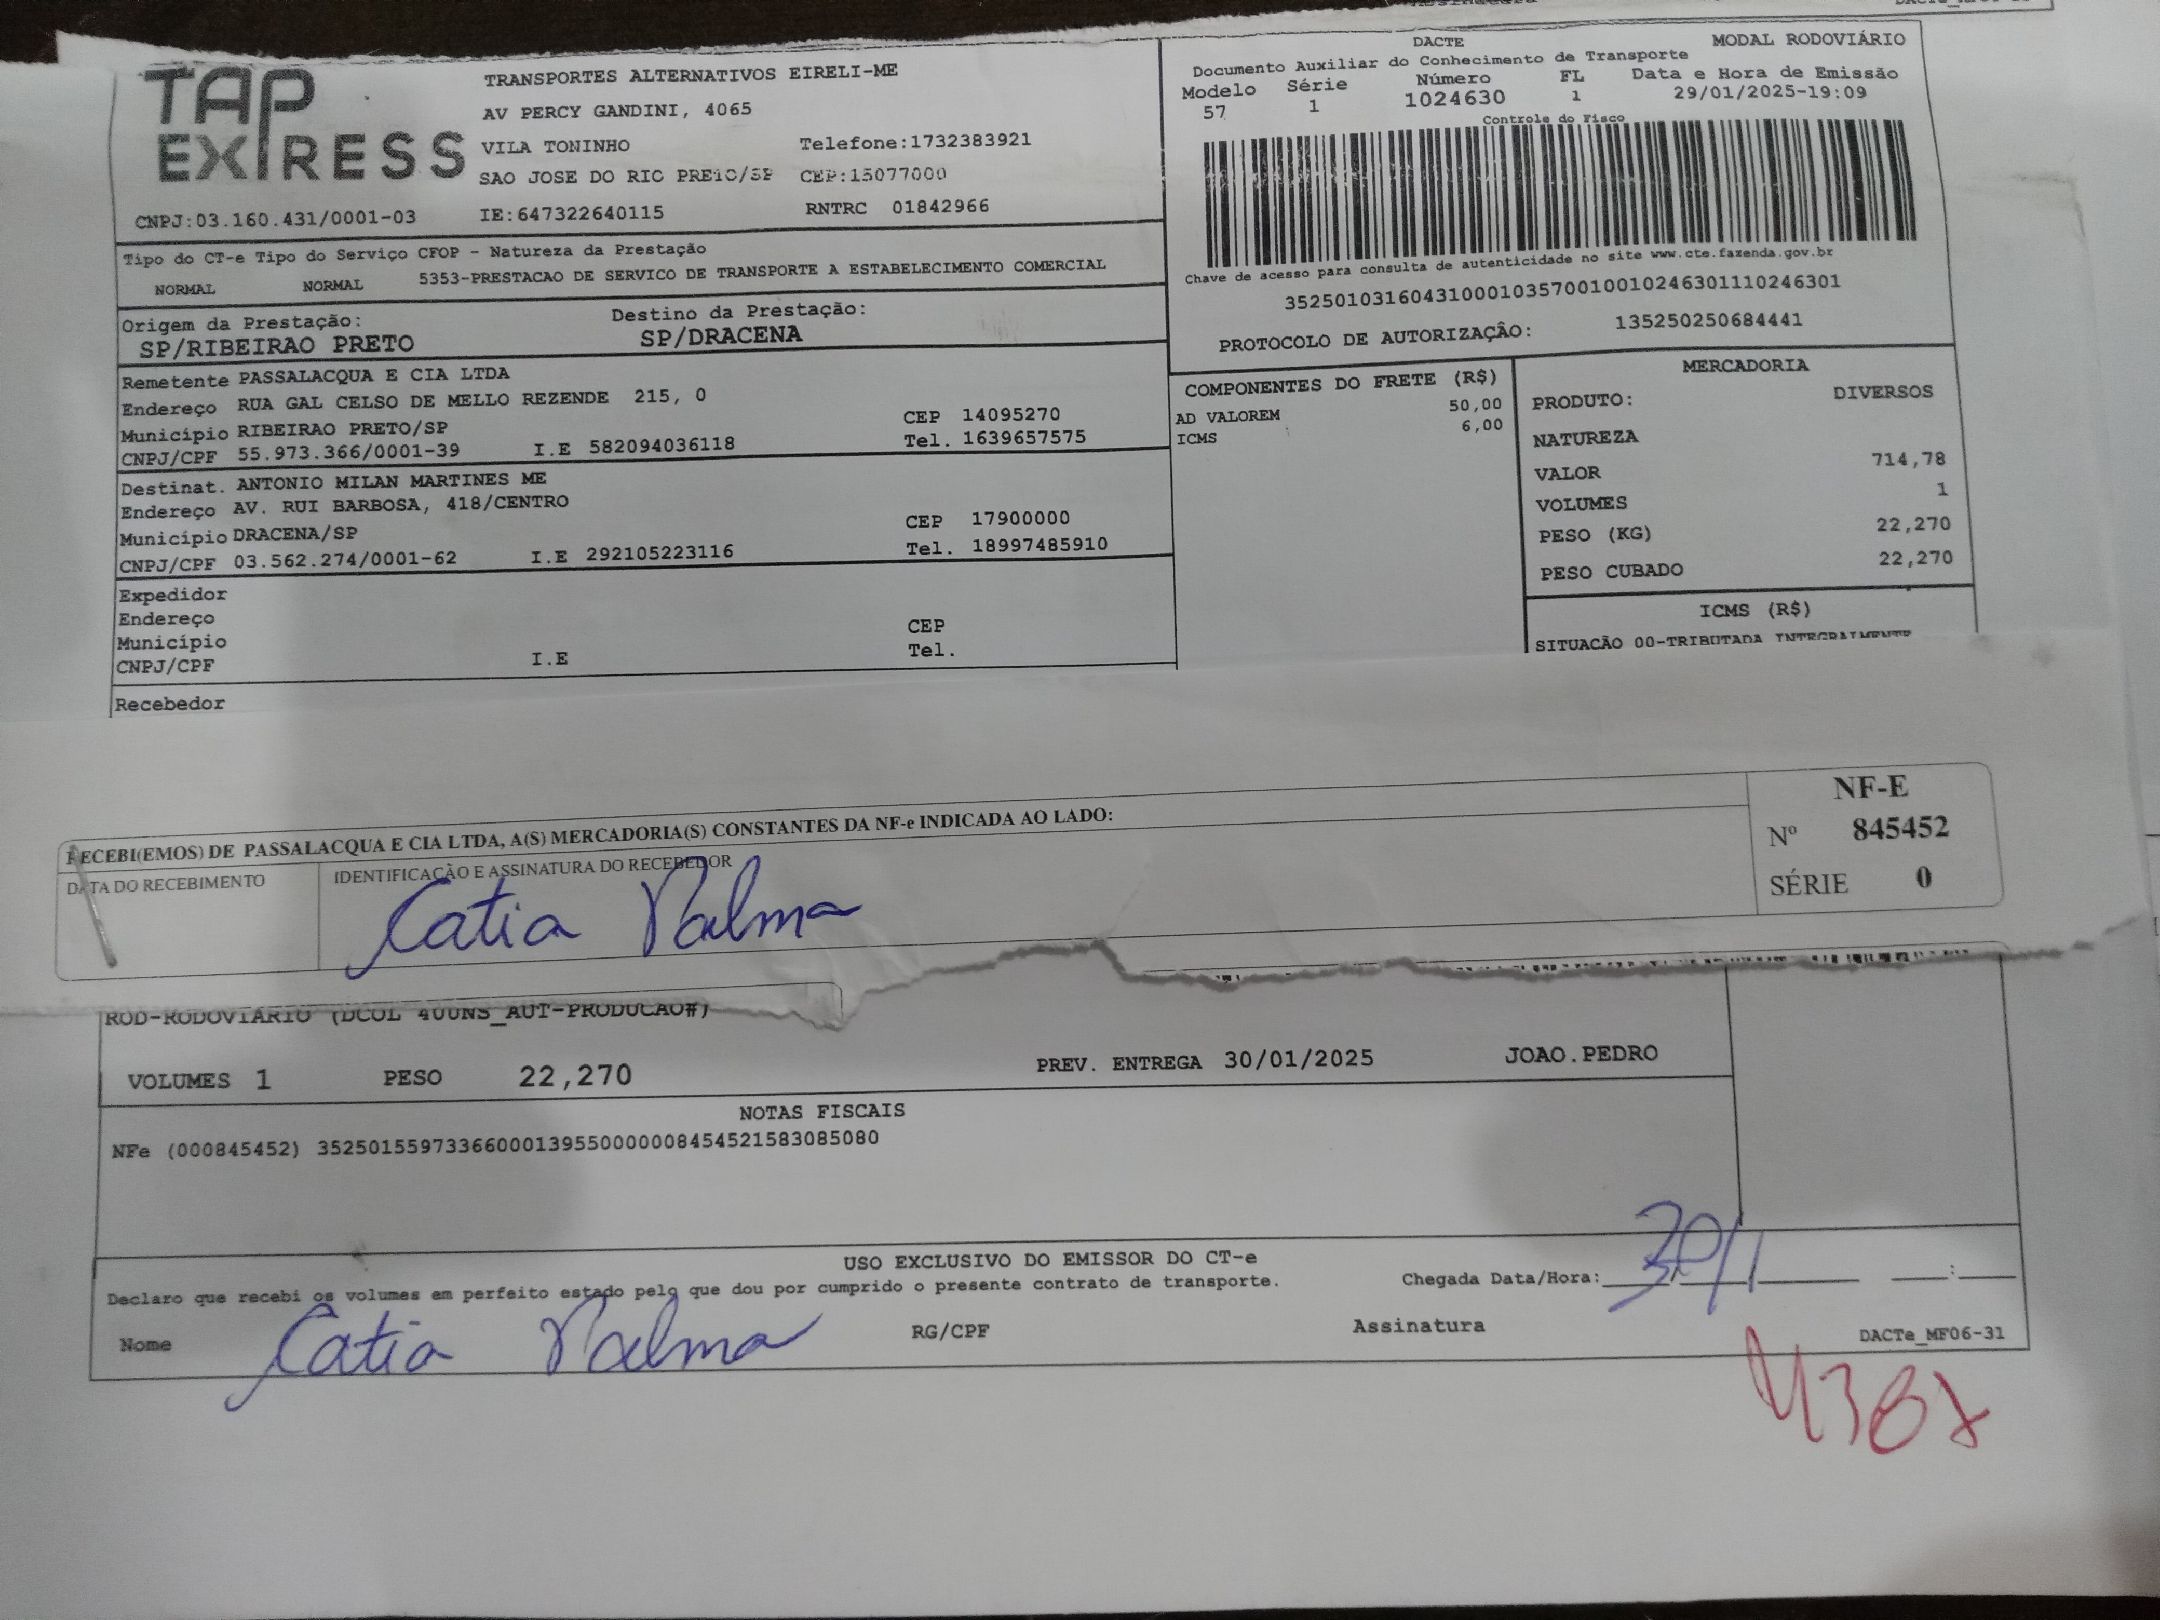 DACTe_MF06-31
TAP EXPRESS
TRANSPORTES ALTERNATIVOS EIRELI-ME
AV PERCY GANDINI, 4065
VILA TONINHO Telefone:1732383921
SAO JOSE DO RIO PRETO/SP CEP:15077000
CNPJ:03.160.431/0001-03 IE:647322640115 RNTRC 01842966
DACTE MODAL RODOVIÁRIO
Documento Auxiliar do Conhecimento de Transporte
Modelo Série Número FL Data e Hora de Emissão
57 1 1024630 1 29/01/2025-19:09
Controle do Fisco
Chave de acesso para consulta de autenticidade no site www.cte.fazenda.gov.br
35250103160431000103570010010246301110246301
PROTOCOLO DE AUTORIZAÇÃO: 135250250684441
Tipo do CT-e Tipo do Serviço CFOP - Natureza da Prestação
NORMAL NORMAL 5353-PRESTACAO DE SERVICO DE TRANSPORTE A ESTABELECIMENTO COMERCIAL
Origem da Prestação: Destino da Prestação:
SP/RIBEIRAO PRETO SP/DRACENA
Remetente PASSALACQUA E CIA LTDA
Endereço RUA GAL CELSO DE MELLO REZENDE 215, 0
Município RIBEIRAO PRETO/SP CEP 14095270
CNPJ/CPF 55.973.366/0001-39 I.E 582094036118 Tel. 1639657575
Destinat. ANTONIO MILAN MARTINES ME
Endereço AV. RUI BARBOSA, 418/CENTRO
Município DRACENA/SP CEP 17900000
CNPJ/CPF 03.562.274/0001-62 I.E 292105223116 Tel. 18997485910
Expedidor
Endereço
Município CEP
CNPJ/CPF I.E Tel.
Recebedor
COMPONENTES DO FRETE (R$)
AD VALOREM 50,00
ICMS 6,00
MERCADORIA
PRODUTO: DIVERSOS
NATUREZA
VALOR 714,78
VOLUMES 1
PESO (KG) 22,270
PESO CUBADO 22,270
ICMS (R$)
SITUACÃO 00-TRIBUTADA INTEGRALMENTE
RECEBI(EMOS) DE PASSALACQUA E CIA LTDA, A(S) MERCADORIA(S) CONSTANTES DA NF-e INDICADA AO LADO:
DATA DO RECEBIMENTO IDENTIFICAÇÃO E ASSINATURA DO RECEBEDOR
Catia Palma
NF-E
Nº 845452
SÉRIE 0
ROD-RODOVIÁRIO (DCOL 400NS_AUT-PRODUCAO#)
VOLUMES 1 PESO 22,270 PREV. ENTREGA 30/01/2025 JOAO.PEDRO
NOTAS FISCAIS
NFe (000845452) 35250155973366000139550000008454521583085080
USO EXCLUSIVO DO EMISSOR DO CT-e
Declaro que recebi os volumes em perfeito estado pelo que dou por cumprido o presente contrato de transporte. Chegada Data/Hora: 30/1
Nome Catia Palma RG/CPF Assinatura
DACTe_MF06-31